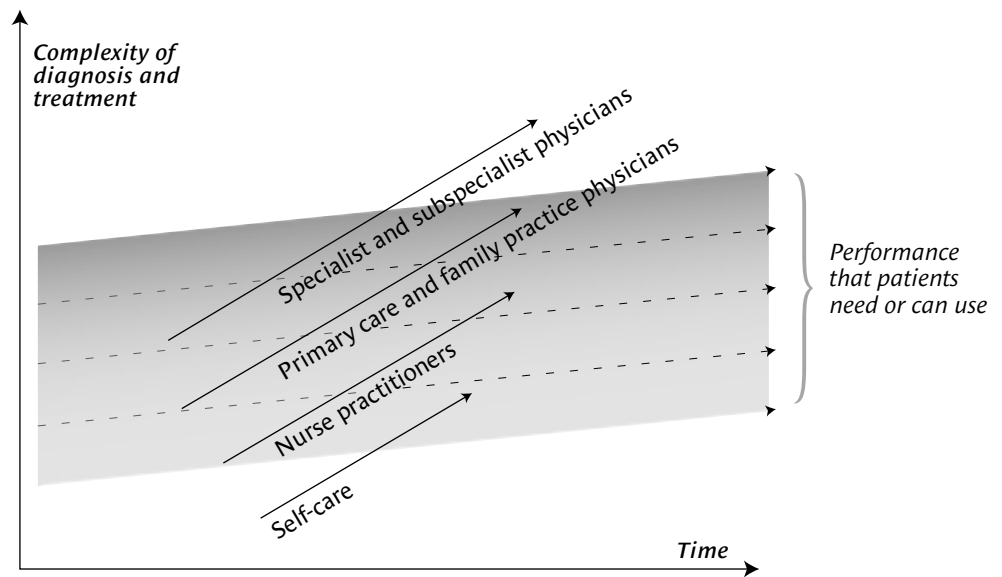 Complexity of
diagnosis and
treatment
Specialist and subspecialist physicians
Primary care and family practice physicians
Nurse practitioners
Self-care
Performance
that patients
need or can use
Time